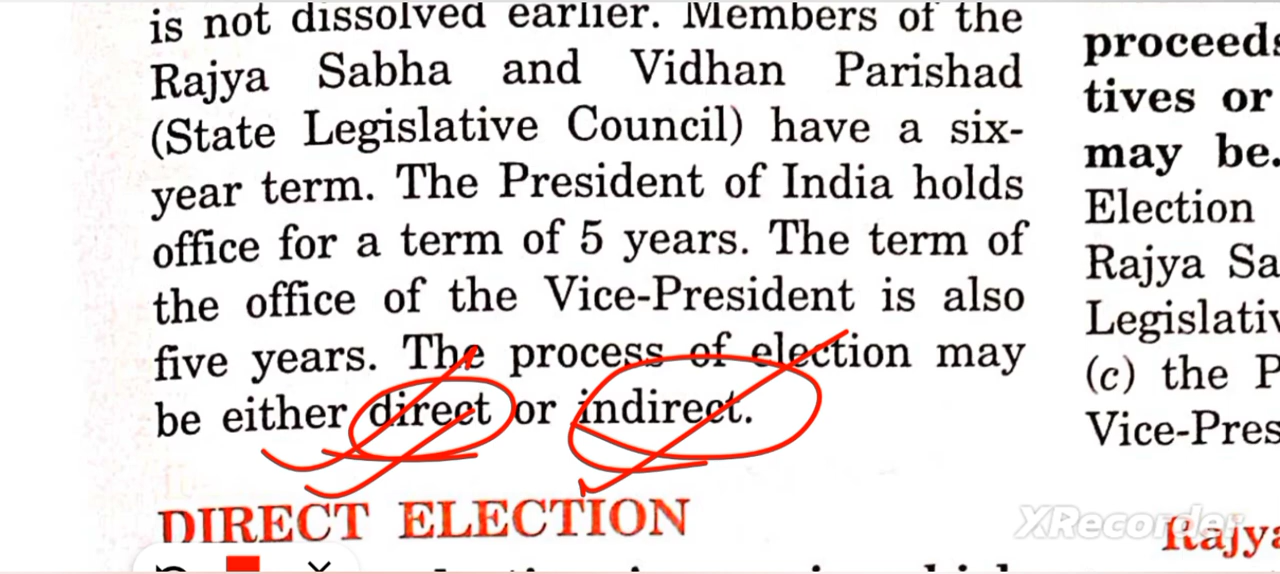 is not dissolved earlier. Members of the
Rajya Sabha and Vidhan Parishad
(State Legislative Council) have a six-
year term. The President of India holds
office for a term of 5 years. The term of
the office of the Vice-President is also
five years. The process of election may
be either direct or indirect.
DIRECT ELECTION
proceeds
tives or
may be.
Election
Rajya Sa
Legislativ
(c) the P
Vice-Pres
Rajya
XRecorder